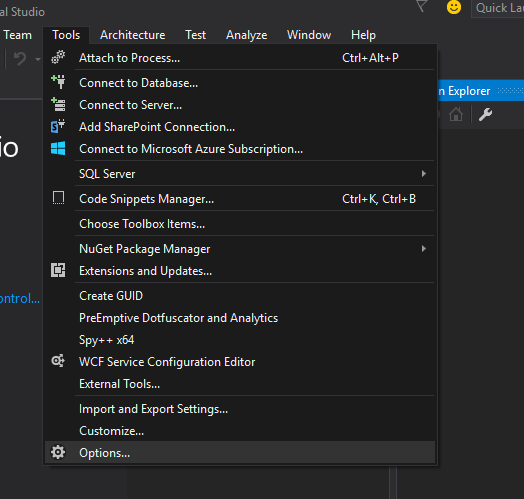 al Studio
Quick Lau
Team Tools Architecture Test Analyze Window Help
Attach to Process... Ctrl+Alt+P
Connect to Database...
n Explorer
Connect to Server...
Add SharePoint Connection...
io
Connect to Microsoft Azure Subscription...
SQL Server
Code Snippets Manager... Ctrl+K, Ctrl+B
Choose Toolbox Items...
NuGet Package Manager
Extensions and Updates...
Create GUID
ontrol...
PreEmptive Dotfuscator and Analytics
Spy++ x64
WCF Service Configuration Editor
External Tools...
Import and Export Settings...
Customize...
Options...